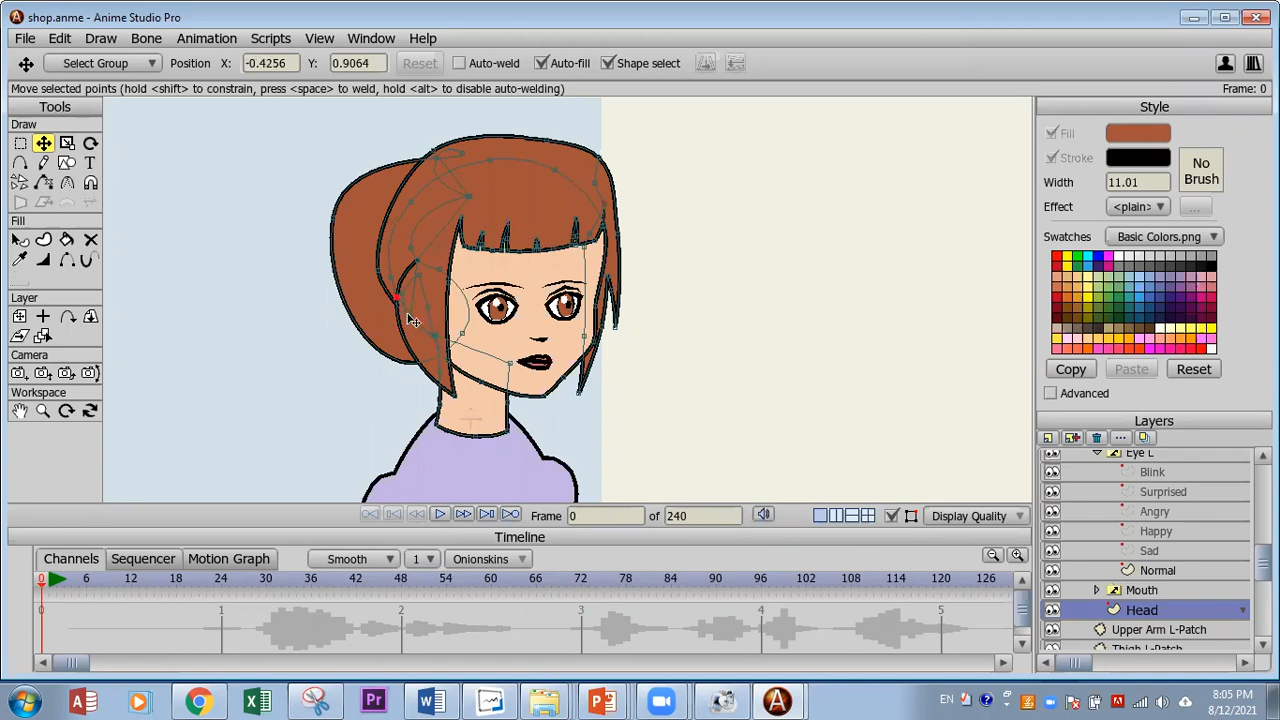 shop.anme - Anime Studio Pro
File Edit Draw Bone Animation Scripts View Window Help
Select Group Position X: -0.4256 Y: 0.9064 Reset Auto-weld Auto-fill Shape select
Move selected points (hold <shift> to constrain, press <space> to weld, hold <alt> to disable auto-welding) Frame: 0
Tools
Draw
T
Fill
Layer
Camera
Workspace
Style
Fill
Stroke
No
Brush
Width 11.01
Effect <plain> ...
Swatches Basic Colors.png
Copy Paste Reset
Advanced
Layers
Eye L
Blink
Surprised
Angry
Happy
Sad
Normal
Mouth
Head
Upper Arm L-Patch
Thigh L-Patch
Frame 0 of 240 Display Quality
Timeline
Channels Sequencer Motion Graph Smooth 1 Onionskins
0 6 12 18 24 30 36 42 48 54 60 66 72 78 84 90 96 102 108 114 120 126
0 1 2 3 4 5
EN 8:05 PM
8/12/2021